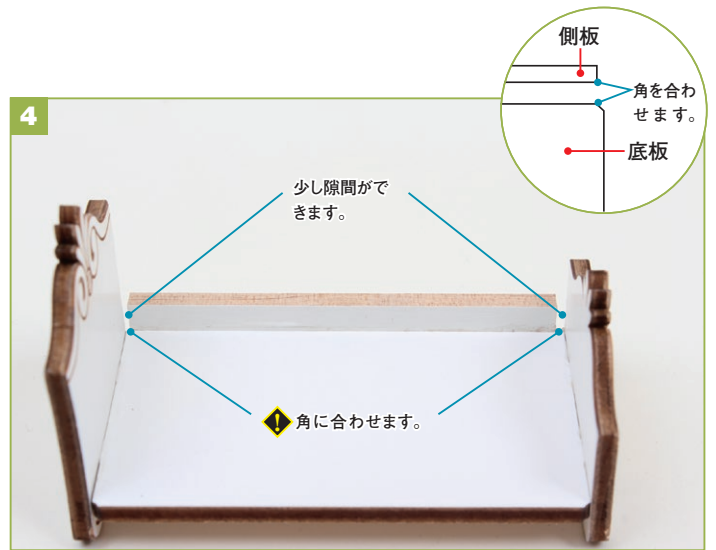 4
側板
角を合わ
せます。
底板
少し隙間がで
きます。
角に合わせます。